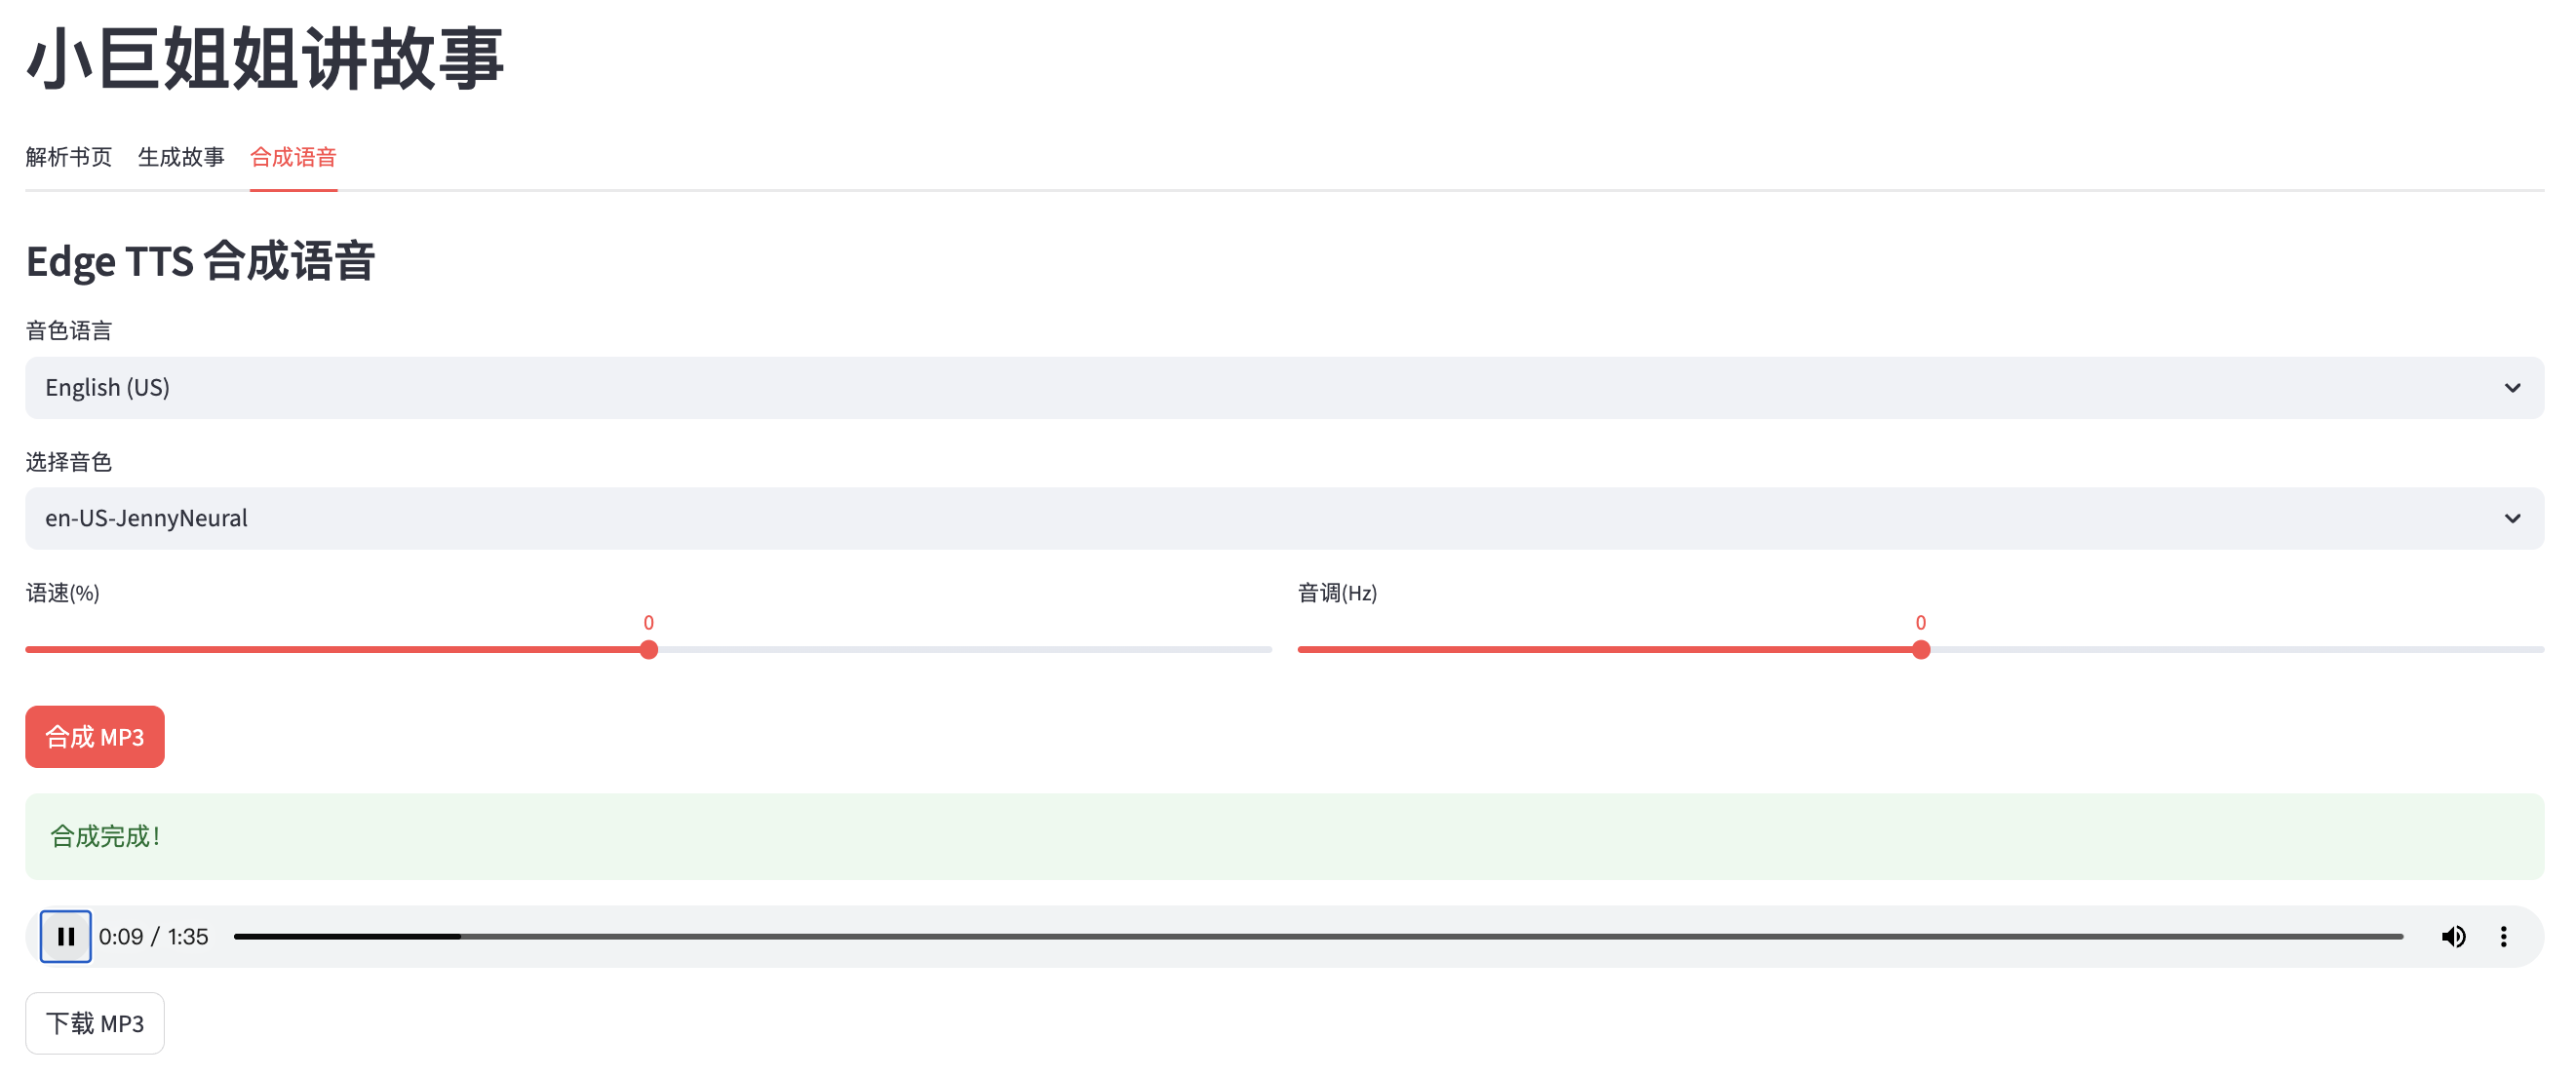 小巨姐姐讲故事
解析书页 生成故事 合成语音
Edge TTS 合成语音
音色语言
English (US)
选择音色
en-US-JennyNeural
语速(%) 音调(Hz)
0 0
合成 MP3
合成完成！
0:09 / 1:35
下载 MP3